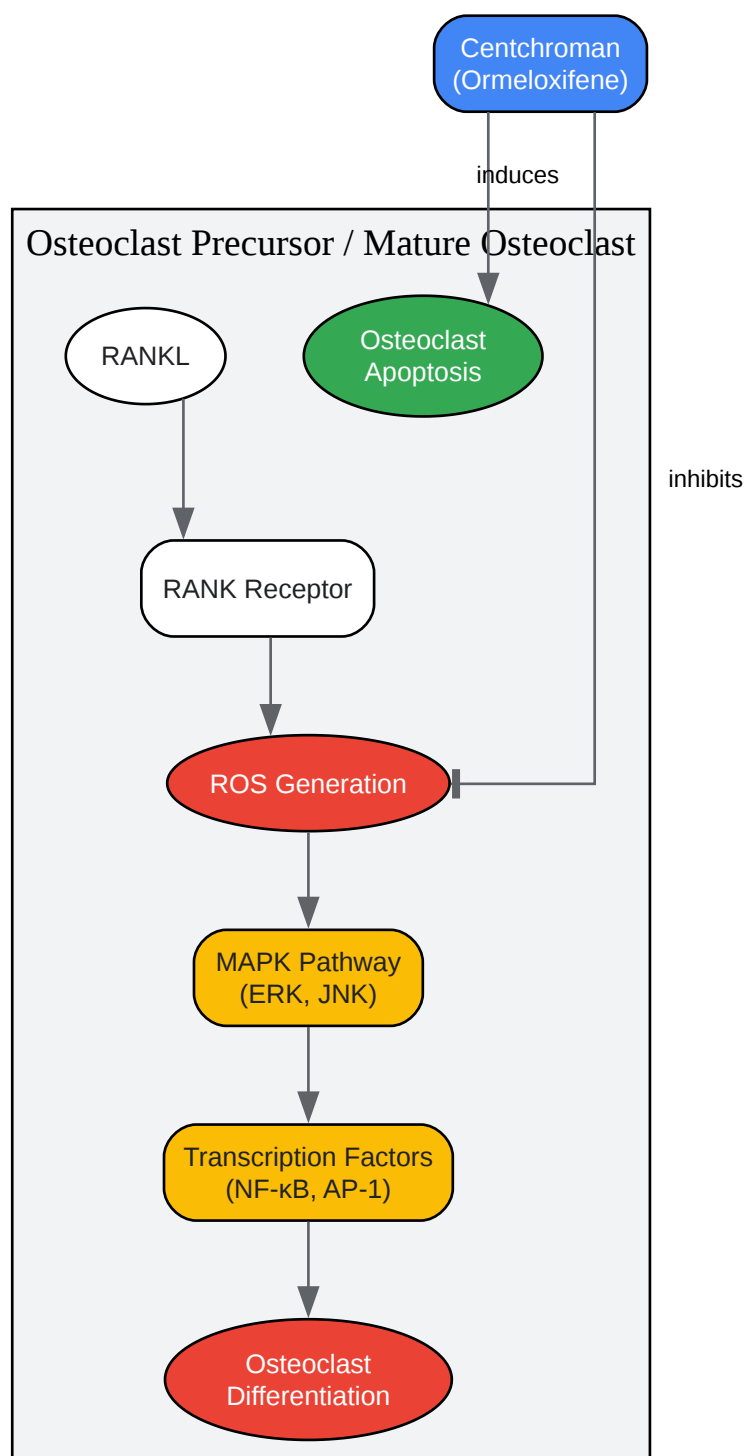 Centchroman
(Ormeloxifene)
induces
Osteoclast Precursor / Mature Osteoclast
RANKL
Osteoclast
Apoptosis
inhibits
RANK Receptor
ROS Generation
MAPK Pathway
(ERK, JNK)
Transcription Factors
(NF-κB, AP-1)
Osteoclast
Differentiation